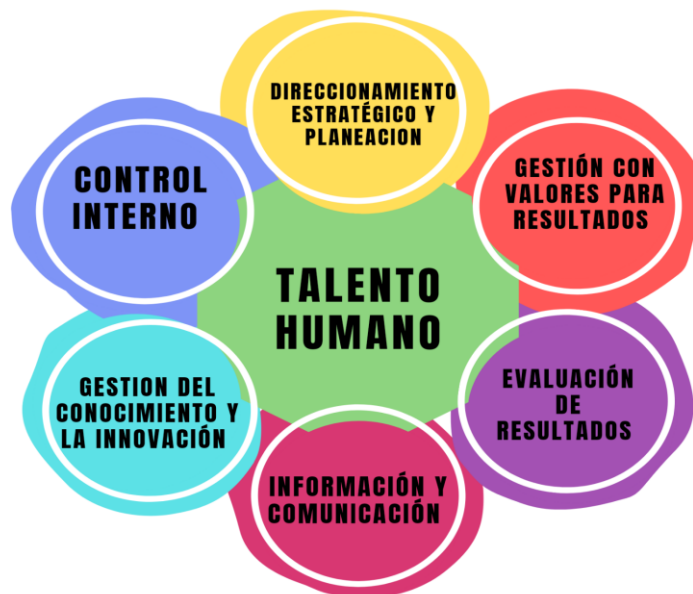 DIRECCIONAMIENTO
ESTRATÉGICO Y
PLANEACION
GESTIÓN CON
VALORES PARA
RESULTADOS
CONTROL
INTERNO
TALENTO
HUMANO
EVALUACIÓN
DE
RESULTADOS
GESTION DEL
CONOCIMIENTO Y
LA INNOVACIÓN
INFORMACIÓN Y
COMUNICACIÓN